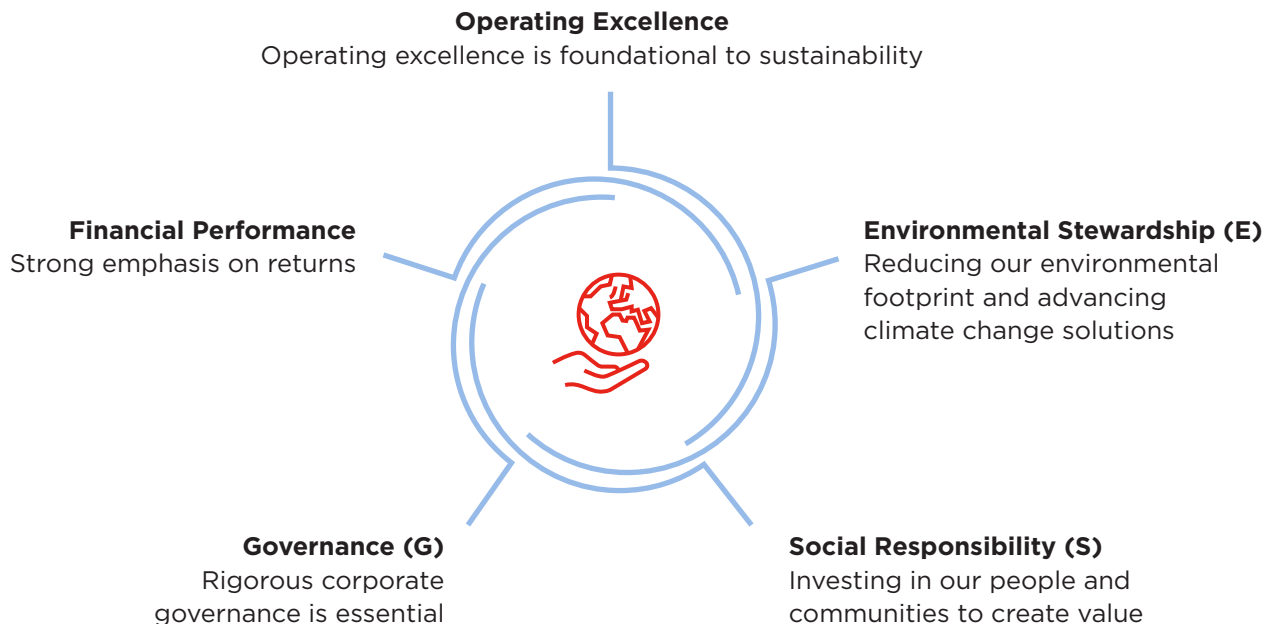 Operating Excellence
Operating excellence is foundational to sustainability
Financial Performance
Strong emphasis on returns
Environmental Stewardship (E)
Reducing our environmental
footprint and advancing
climate change solutions
Governance (G)
Rigorous corporate
governance is essential
Social Responsibility (S)
Investing in our people and
communities to create value